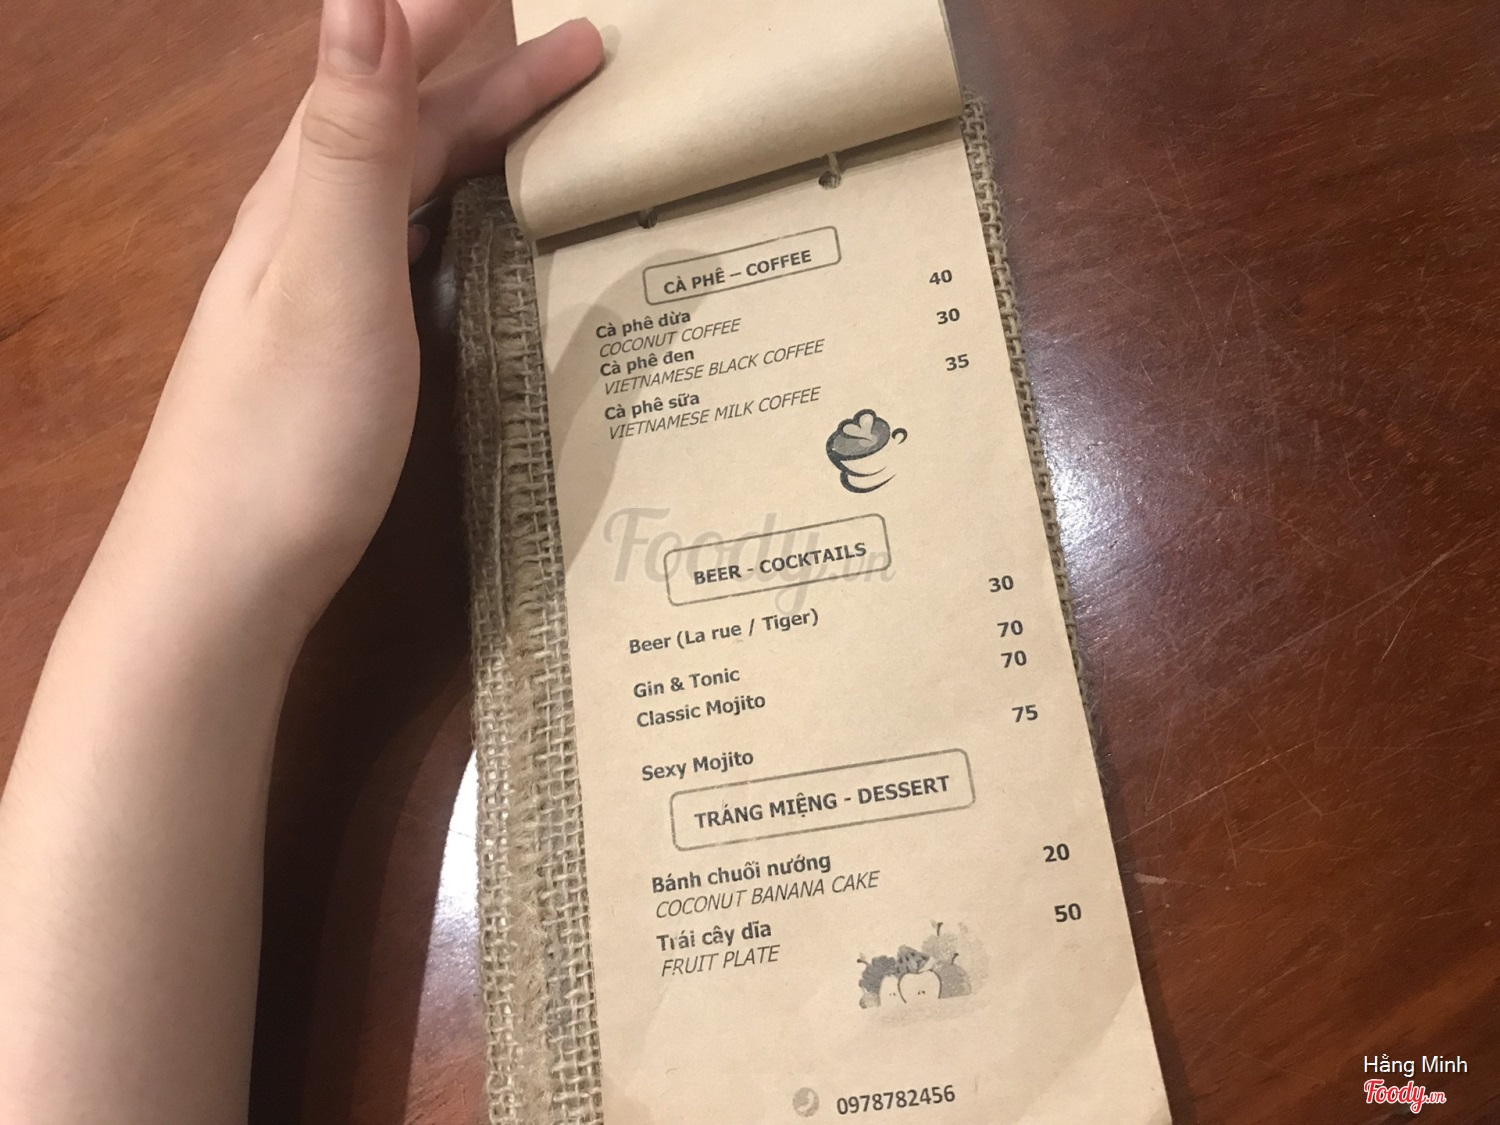 CÀ PHÊ – COFFEE
Cà phê dừa 40
COCONUT COFFEE
Cà phê đen 30
VIETNAMESE BLACK COFFEE
Cà phê sữa 35
VIETNAMESE MILK COFFEE
Foody.vn
BEER - COCKTAILS
Beer (La rue / Tiger) 30
Gin & Tonic 70
Classic Mojito 70
Sexy Mojito 75
TRÁNG MIỆNG - DESSERT
Bánh chuối nướng 20
COCONUT BANANA CAKE
Trái cây dĩa 50
FRUIT PLATE
0978782456
Hằng Minh
Foody.vn